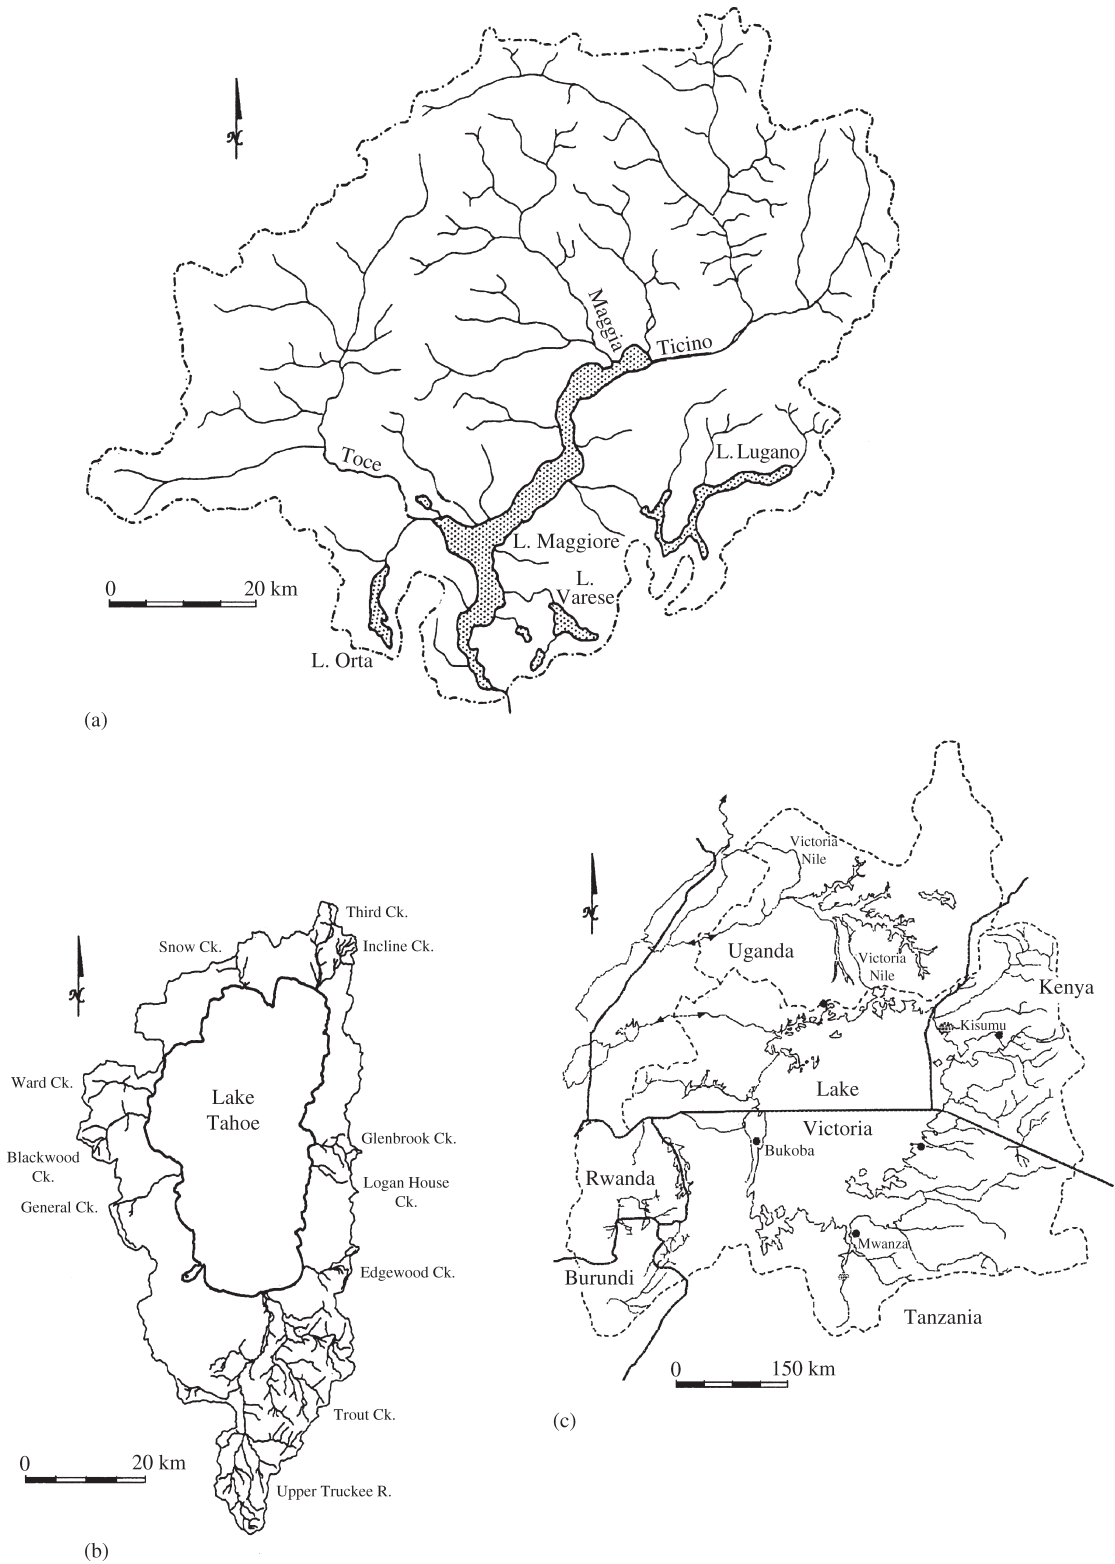 N
Maggia
Ticino
L. Lugano
Toce
L. Maggiore
L.
Varese
0 20 km
L. Orta
(a)
Victoria
Nile
N
Third Ck.
Snow Ck.
Incline Ck.
N
Uganda
Victoria
Nile
Kenya
Kisumu
Ward Ck.
Lake
Tahoe
Lake
Victoria
Glenbrook Ck.
Bukoba
Blackwood
Ck.
Rwanda
Logan House
Ck.
General Ck.
Mwanza
Edgewood Ck.
Burundi
Tanzania
0 150 km
Trout Ck.
(c)
0 20 km
Upper Truckee R.
(b)